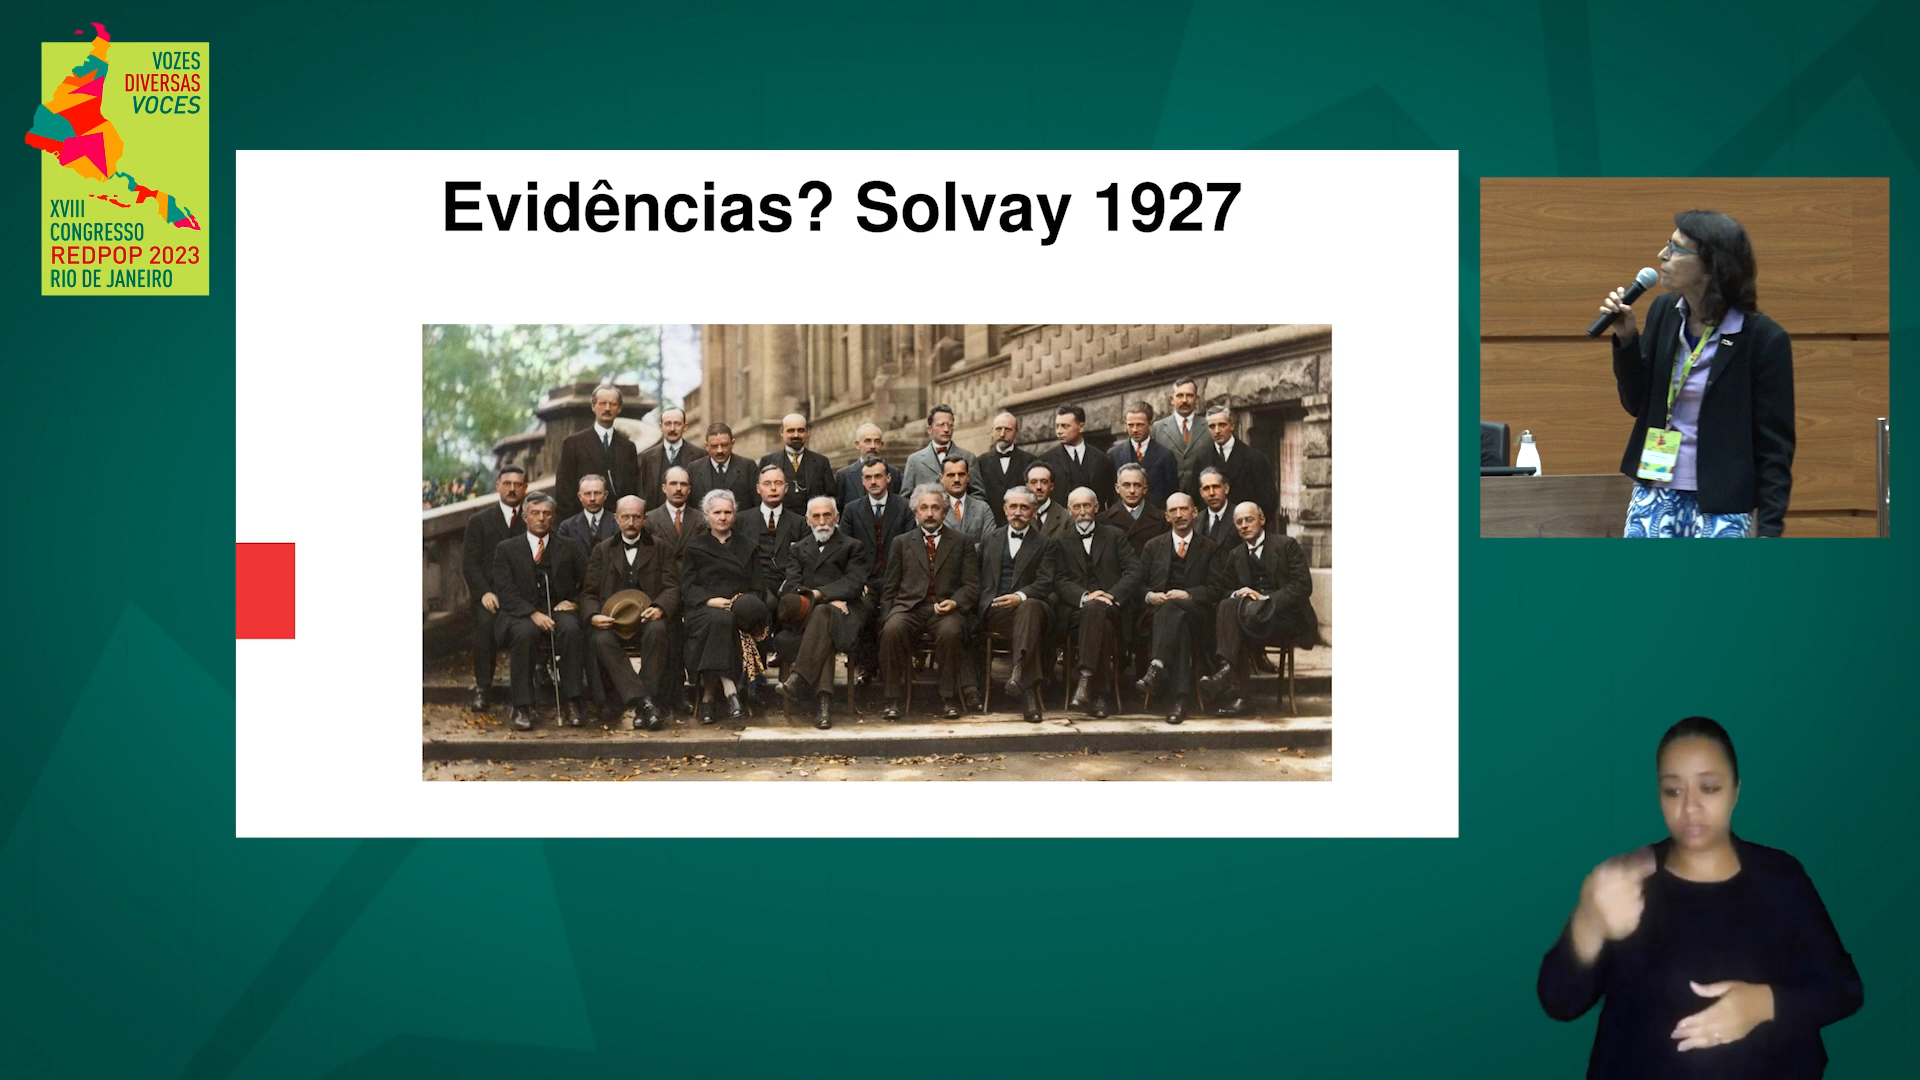 VOZES
DIVERSAS
VOCES
XVIII
CONGRESSO
REDPOP 2023
RIO DE JANEIRO
Evidências? Solvay 1927